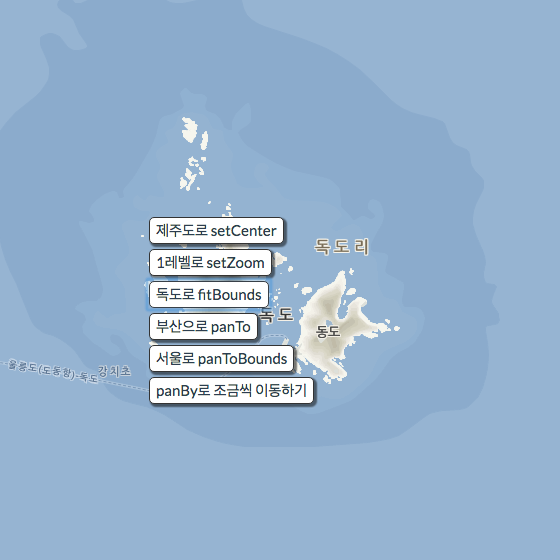 제주도로 setCenter
독도리
1레벨로 setZoom
독도로 fitBounds
독도
부산으로 panTo
동도
서울로 panToBounds
울릉도(도동항)-독도
강치초
panBy로 조금씩 이동하기